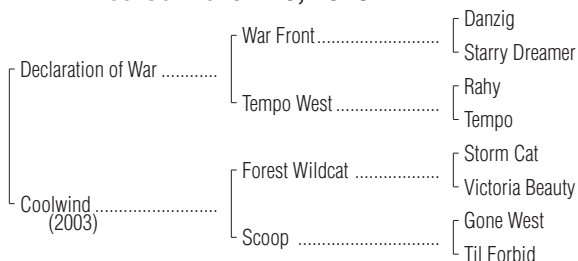 Danzig
War Front
Starry Dreamer
Declaration of War
Rahy
Tempo West
Tempo
Storm Cat
Forest Wildcat
Victoria Beauty
Coolwind
(2003)
Gone West
Scoop
Til Forbid